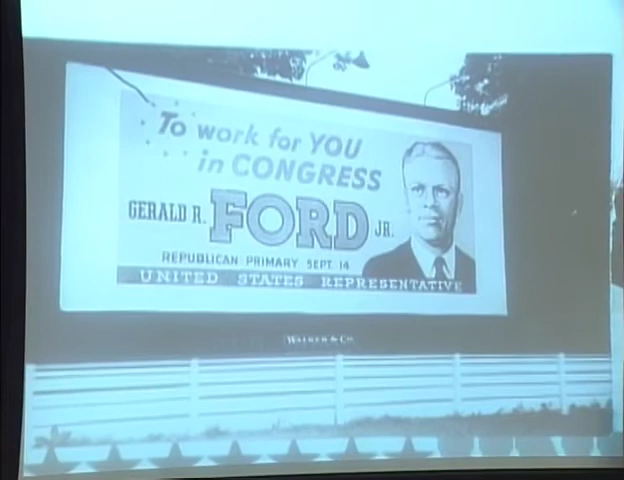 To work for YOU
in CONGRESS
GERALD R. FORD JR.
REPUBLICAN PRIMARY SEPT. 14
UNITED STATES REPRESENTATIVE
WALKER & CO.